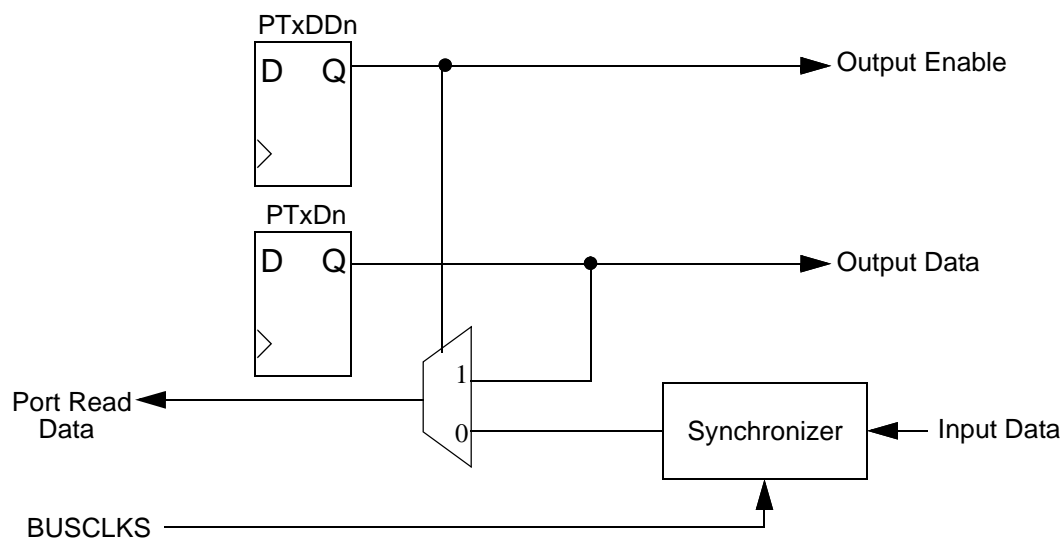 PTxDDn
D Q
Output Enable
PTxDn
D Q
Output Data
1
Port Read
Data
0
Synchronizer
Input Data
BUSCLKS